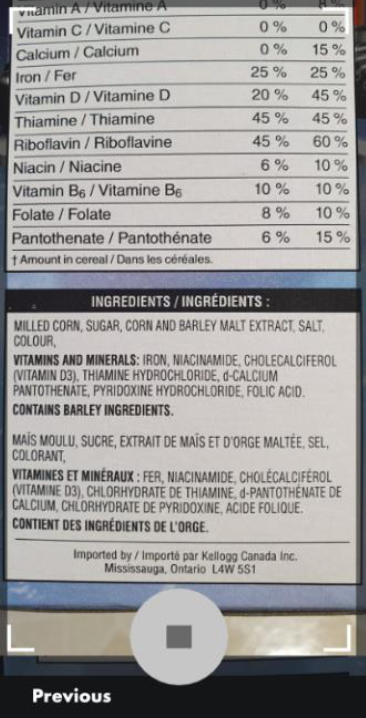 Vitamin A / Vitamine A 0 % 8 %
Vitamin C / Vitamine C 0 % 0 %
Calcium / Calcium 0 % 15 %
Iron / Fer 25 % 25 %
Vitamin D / Vitamine D 20 % 45 %
Thiamine / Thiamine 45 % 45 %
Riboflavin / Riboflavine 45 % 60 %
Niacin / Niacine 6 % 10 %
Vitamin B6 / Vitamine B6 10 % 10 %
Folate / Folate 8 % 10 %
Pantothenate / Pantothénate 6 % 15 %
† Amount in cereal / Dans les céréales.
INGREDIENTS / INGRÉDIENTS :
MILLED CORN, SUGAR, CORN AND BARLEY MALT EXTRACT, SALT,
COLOUR,
VITAMINS AND MINERALS: IRON, NIACINAMIDE, CHOLECALCIFEROL
(VITAMIN D3), THIAMINE HYDROCHLORIDE, d-CALCIUM
PANTOTHENATE, PYRIDOXINE HYDROCHLORIDE, FOLIC ACID.
CONTAINS BARLEY INGREDIENTS.
MAÏS MOULU, SUCRE, EXTRAIT DE MAÏS ET D'ORGE MALTÉE, SEL,
COLORANT,
VITAMINES ET MINÉRAUX : FER, NIACINAMIDE, CHOLÉCALCIFÉROL
(VITAMINE D3), CHLORHYDRATE DE THIAMINE, d-PANTOTHÉNATE DE
CALCIUM, CHLORHYDRATE DE PYRIDOXINE, ACIDE FOLIQUE.
CONTIENT DES INGRÉDIENTS DE L'ORGE.
Imported by / Importé par Kellogg Canada Inc.
Mississauga, Ontario L4W 5S1
Previous